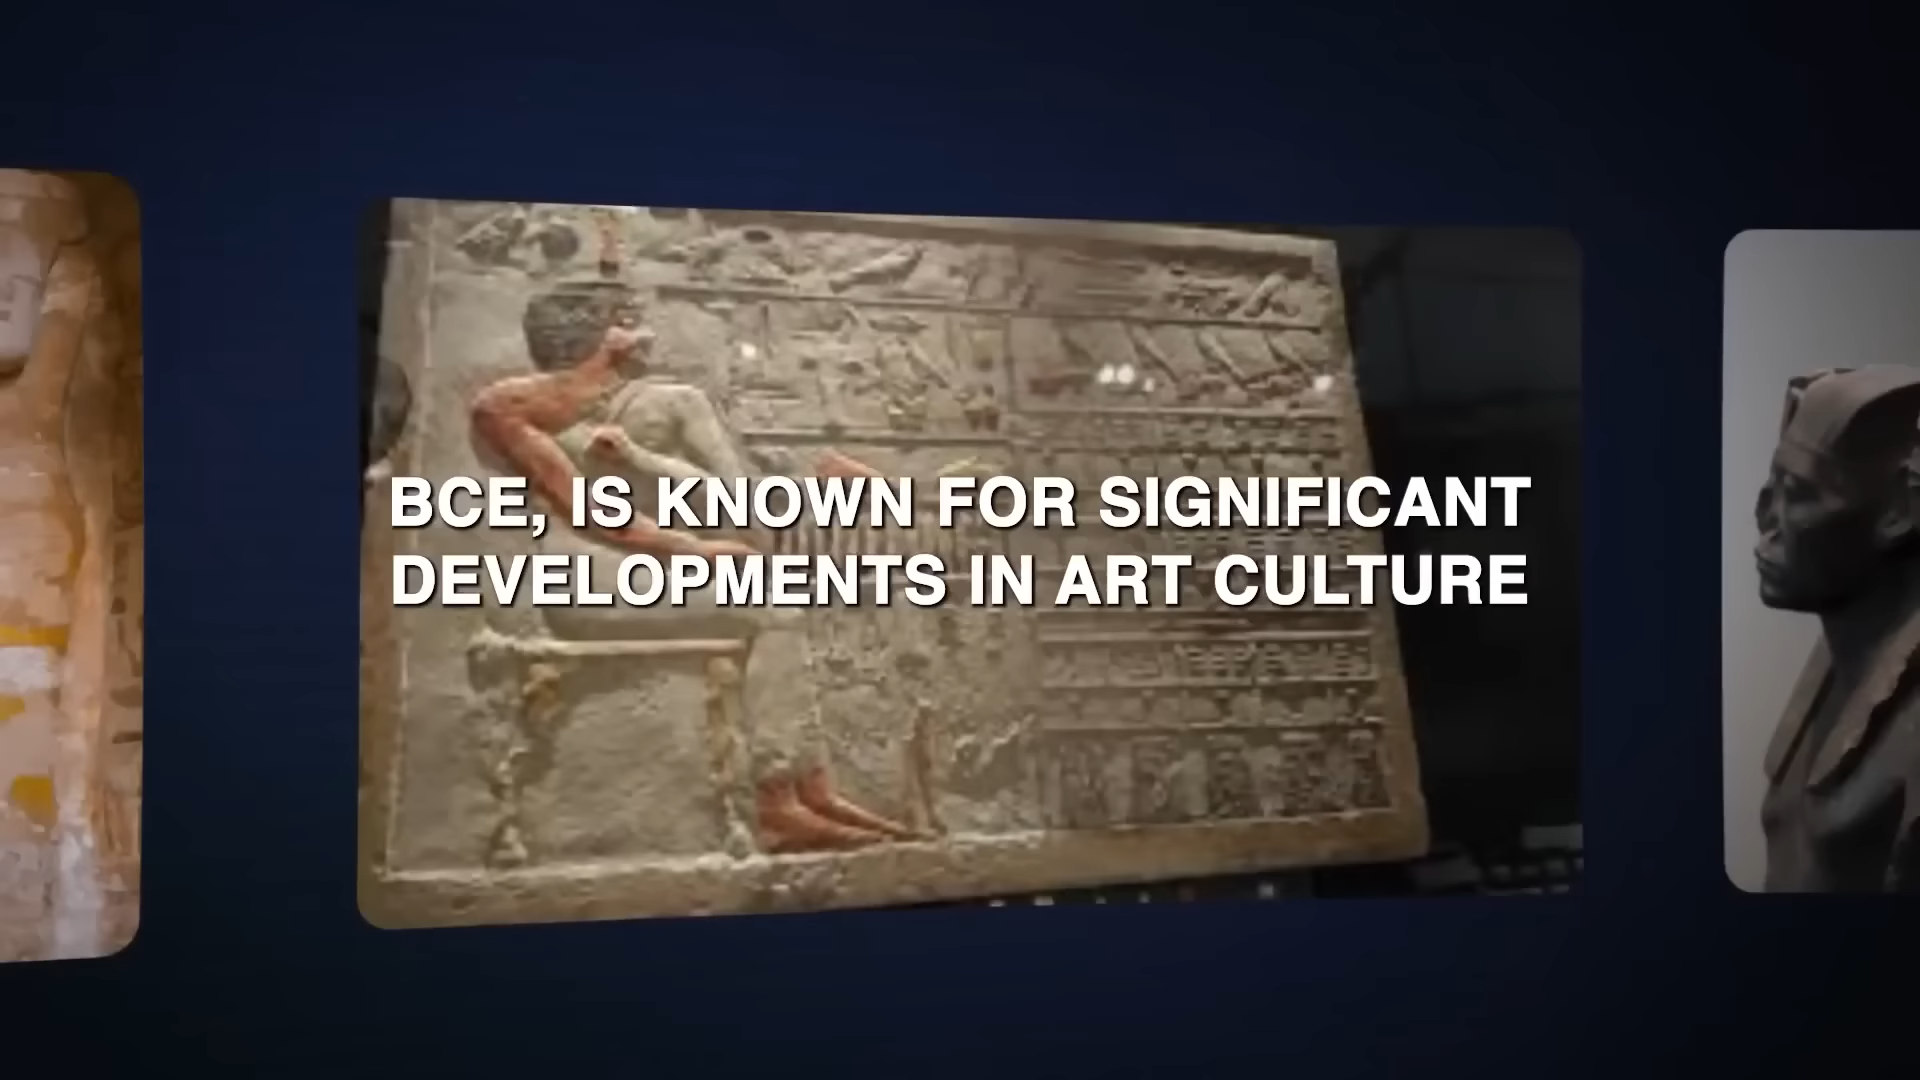 BCE, IS KNOWN FOR SIGNIFICANT
DEVELOPMENTS IN ART CULTURE